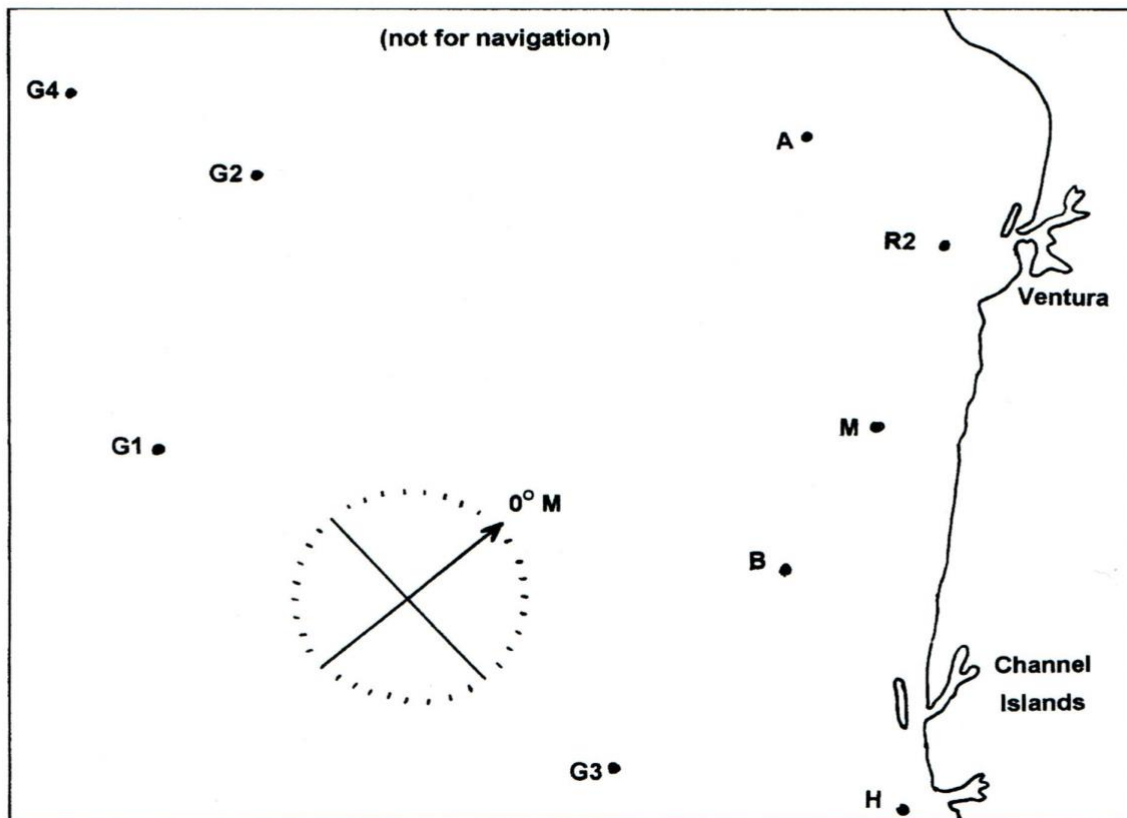 (not for navigation)
G4
A
G2
R2
Ventura
M
G1
0° M
B
Channel
Islands
G3
H